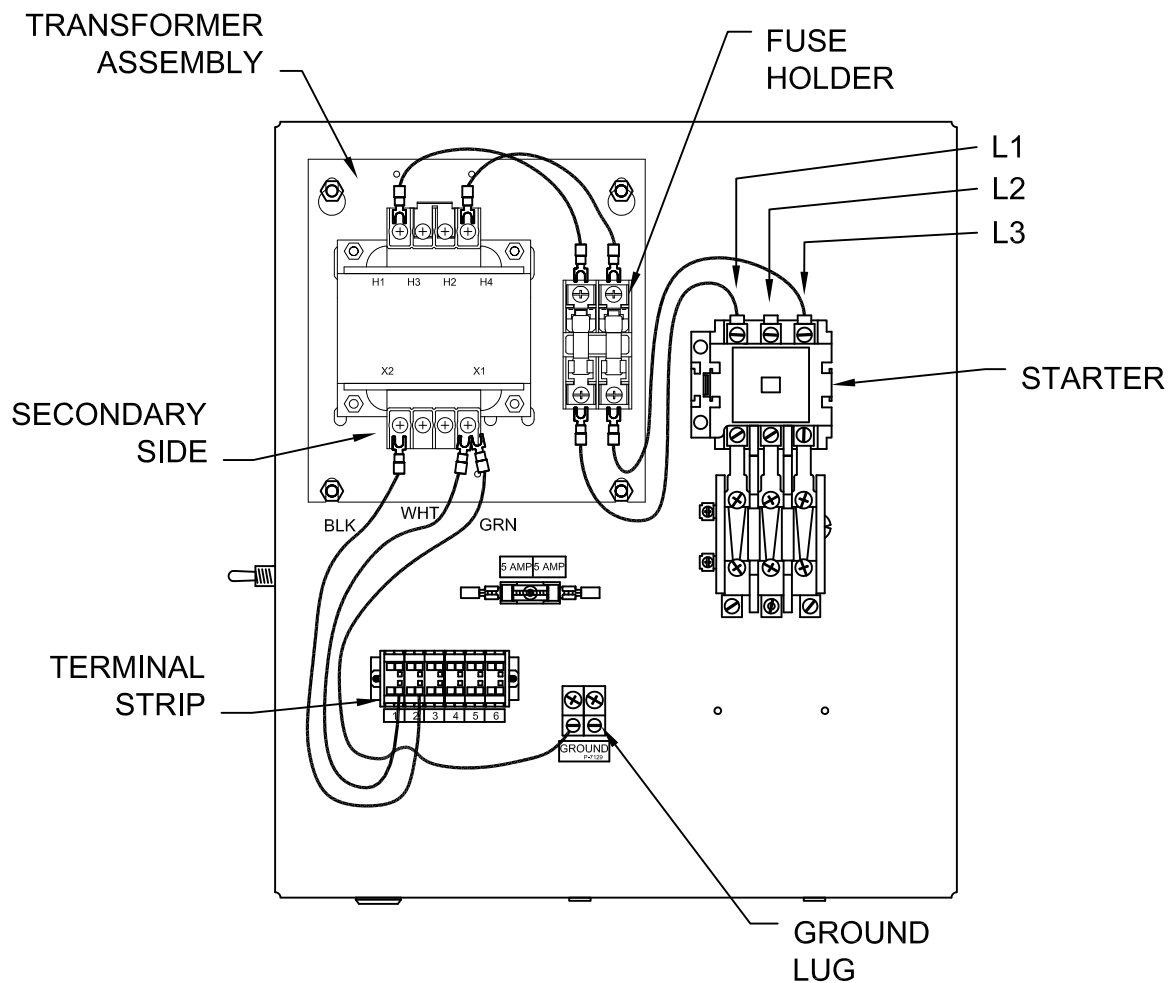 TRANSFORMER
ASSEMBLY
FUSE
HOLDER
L1
L2
L3
H1 H3 H2 H4
X2 X1
STARTER
SECONDARY
SIDE
BLK WHT GRN
5 AMP 5 AMP
TERMINAL
STRIP
1 2 3 4 5 6
GROUND
P-7129
GROUND
LUG